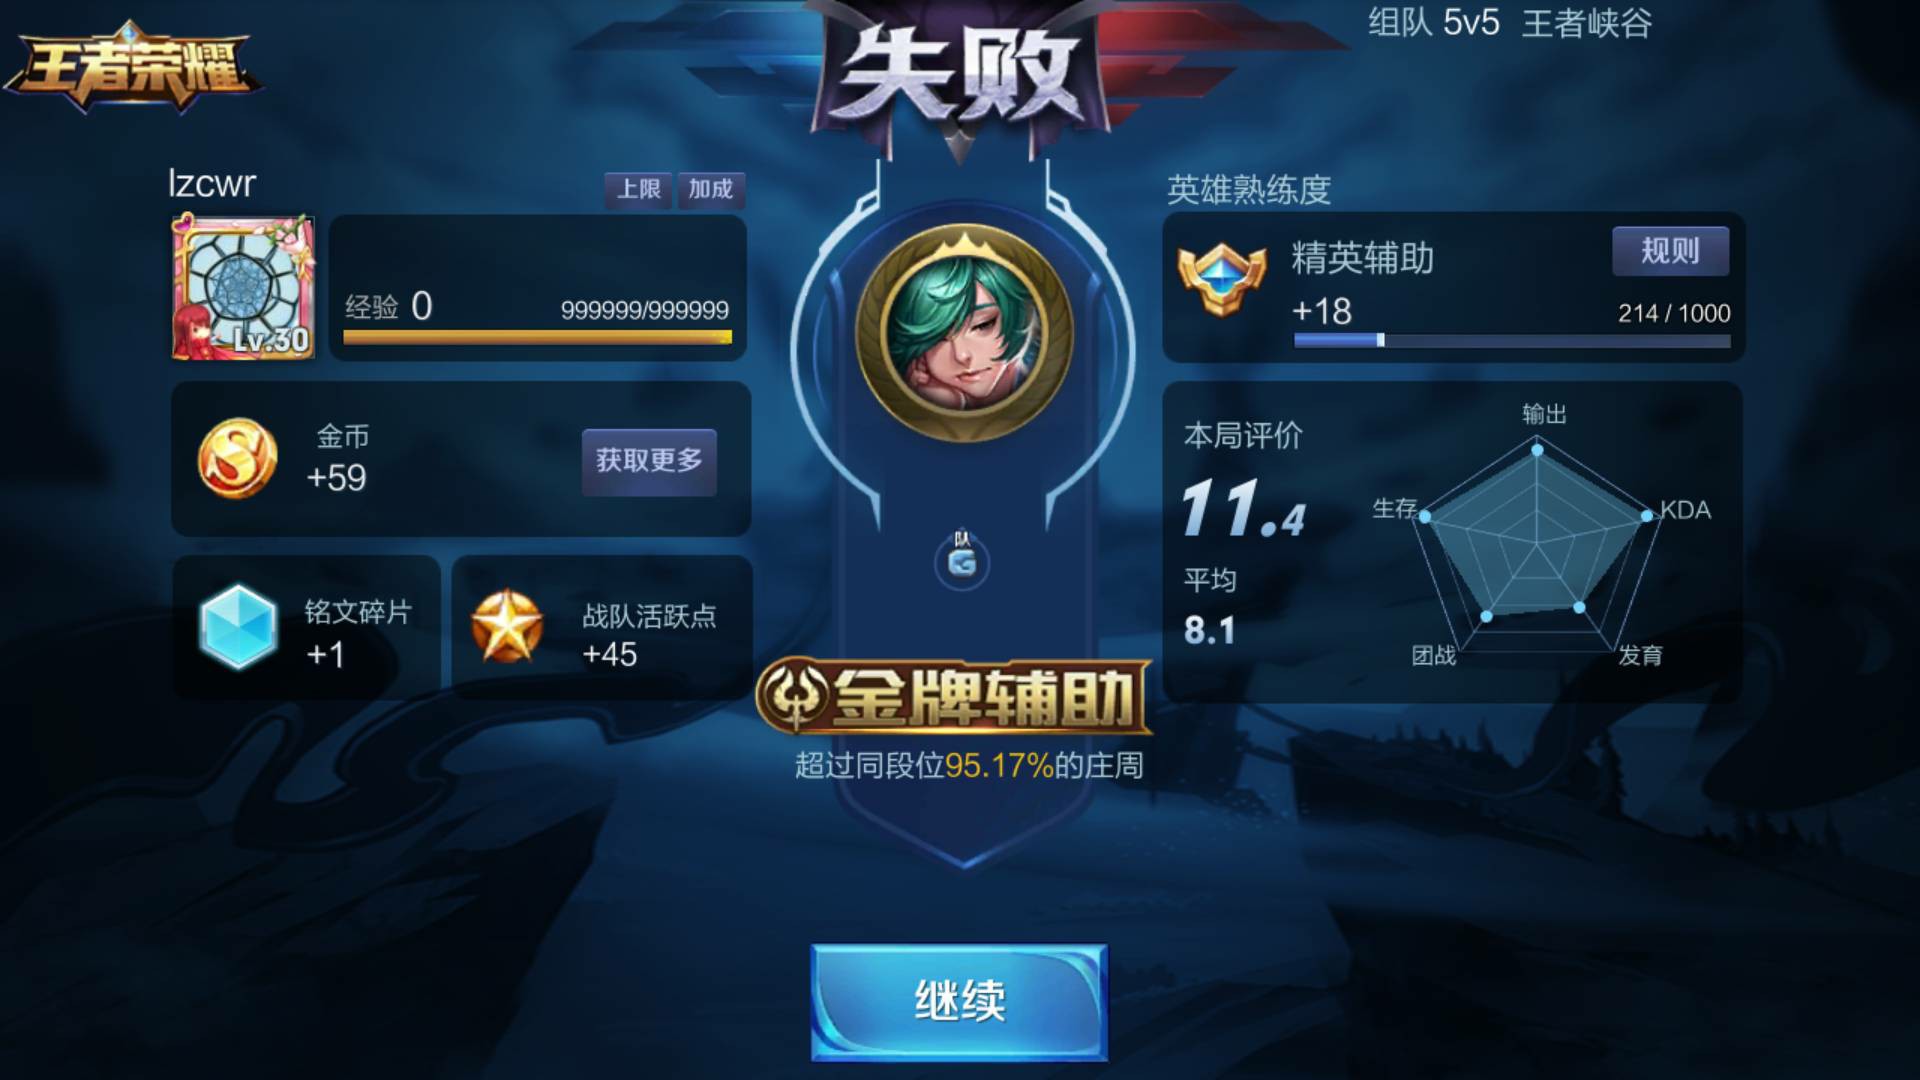 王者荣耀
失败
组队 5v5 王者峡谷
lzcwr
上限 加成
Lv.30
经验 0 999999/999999
金币
+59
获取更多
铭文碎片
+1
战队活跃点
+45
队
金牌辅助
超过同段位95.17%的庄周
英雄熟练度
精英辅助
规则
+18
214 / 1000
本局评价
11.4
平均
8.1
输出
生存
KDA
团战
发育
继续